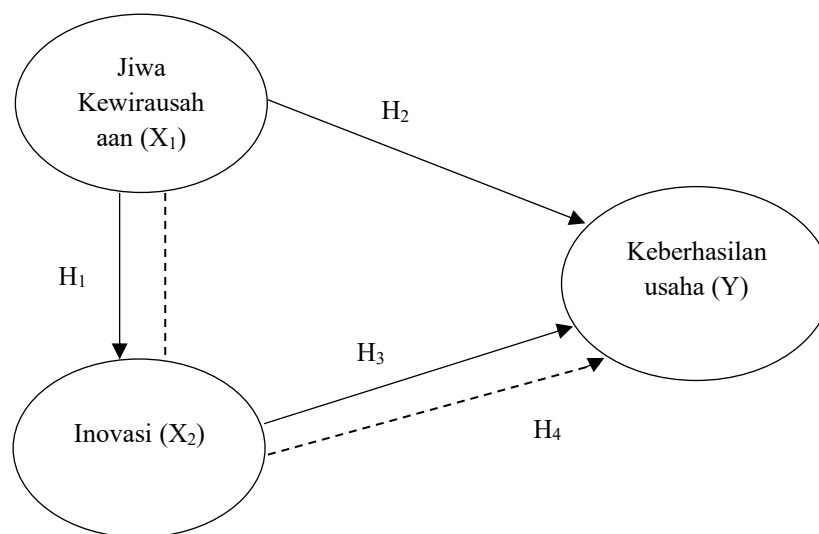 Jiwa
Kewirausah
aan (X₁)
H₂
Keberhasilan
usaha (Y)
H₁
H₃
Inovasi (X₂)
H₄